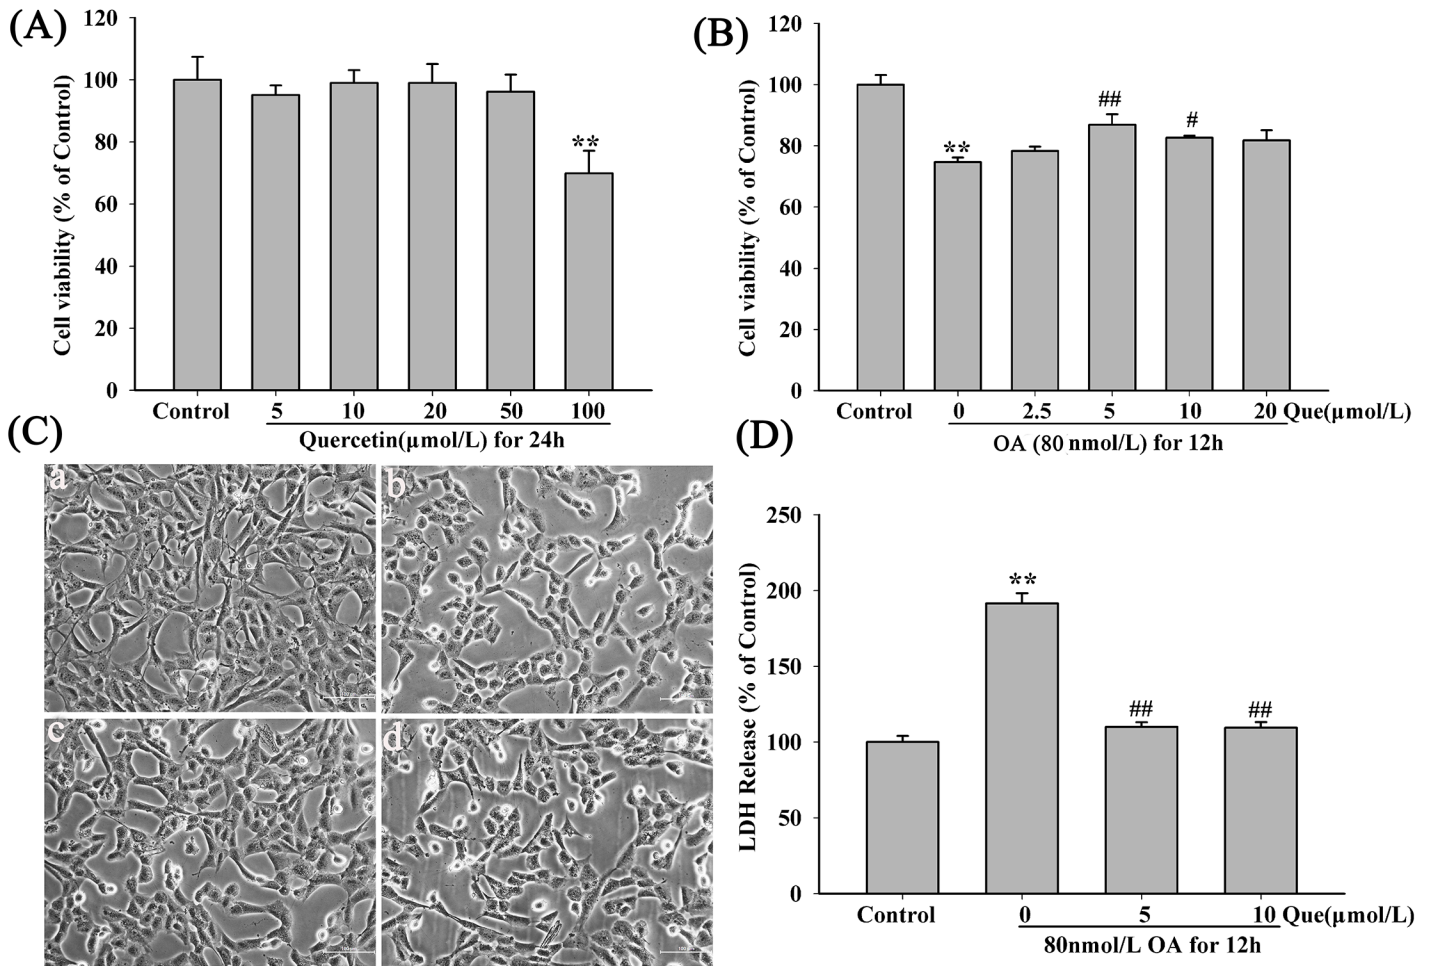 (A)
Cell viability (% of Control)
120
100
80
60
40
20
0
**
Control 5 10 20 50 100
Quercetin(µmol/L) for 24h
(B)
Cell viability (% of Control)
120
100
80
60
40
20
0
**
##
#
Control 0 2.5 5 10 20 Que(µmol/L)
OA (80 nmol/L) for 12h
(C)
a
b
c
d
(D)
LDH Release (% of Control)
250
200
150
100
50
0
**
##
##
Control 0 5 10 Que(µmol/L)
80nmol/L OA for 12h